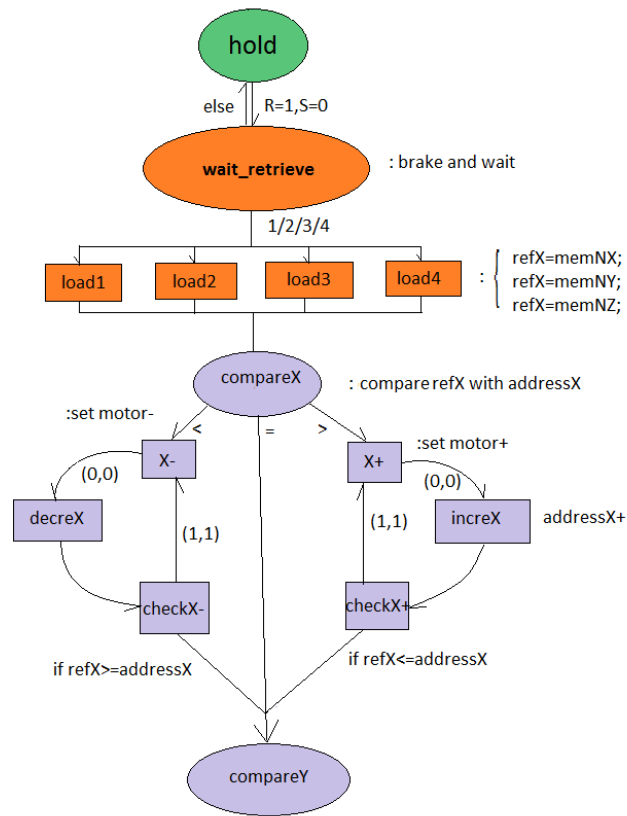 hold
else
R=1,S=0
wait_retrieve
: brake and wait
1/2/3/4
load1
load2
load3
load4
:
refX=memNX;
refX=memNY;
refX=memNZ;
compareX
: compare refX with addressX
:set motor-
<
=
>
:set motor+
X-
X+
(0,0)
(0,0)
decreX
(1,1)
(1,1)
increX
addressX+
checkX-
checkX+
if refX>=addressX
if refX<=addressX
compareY